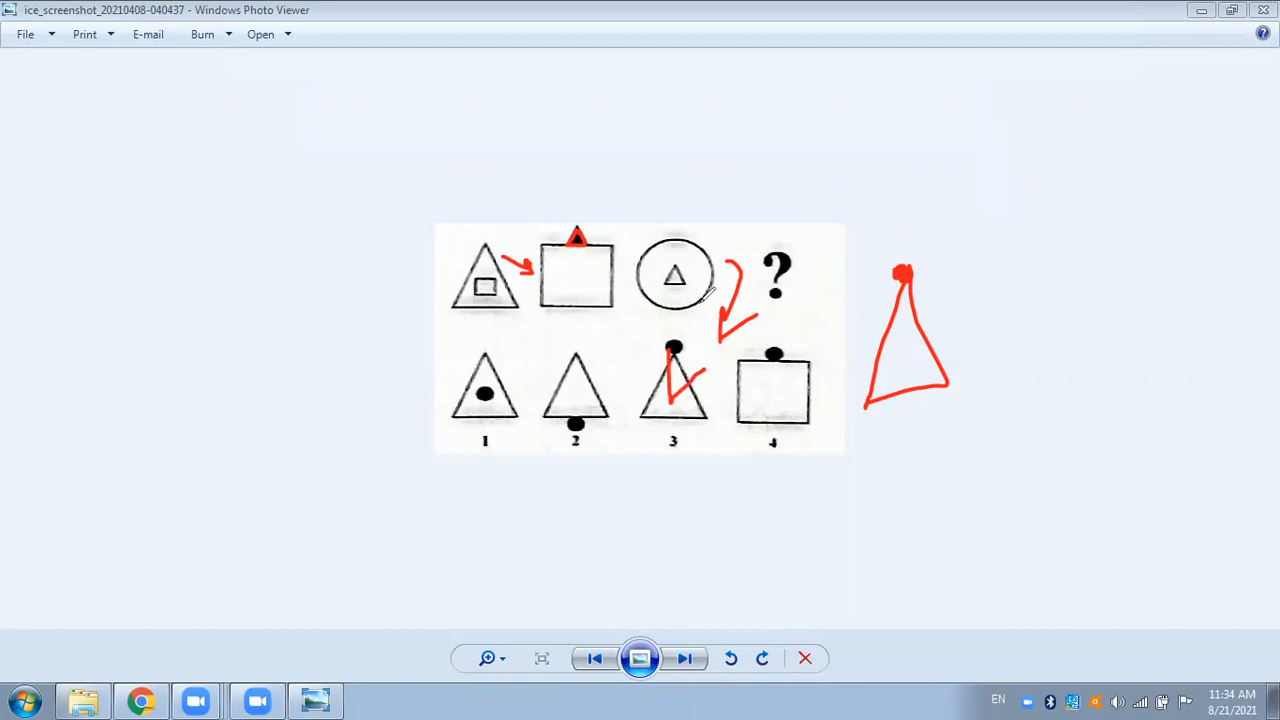 ice_screenshot_20210408-040437 - Windows Photo Viewer
File Print E-mail Burn Open
?
1 2 3 4
EN
11:34 AM
8/21/2021